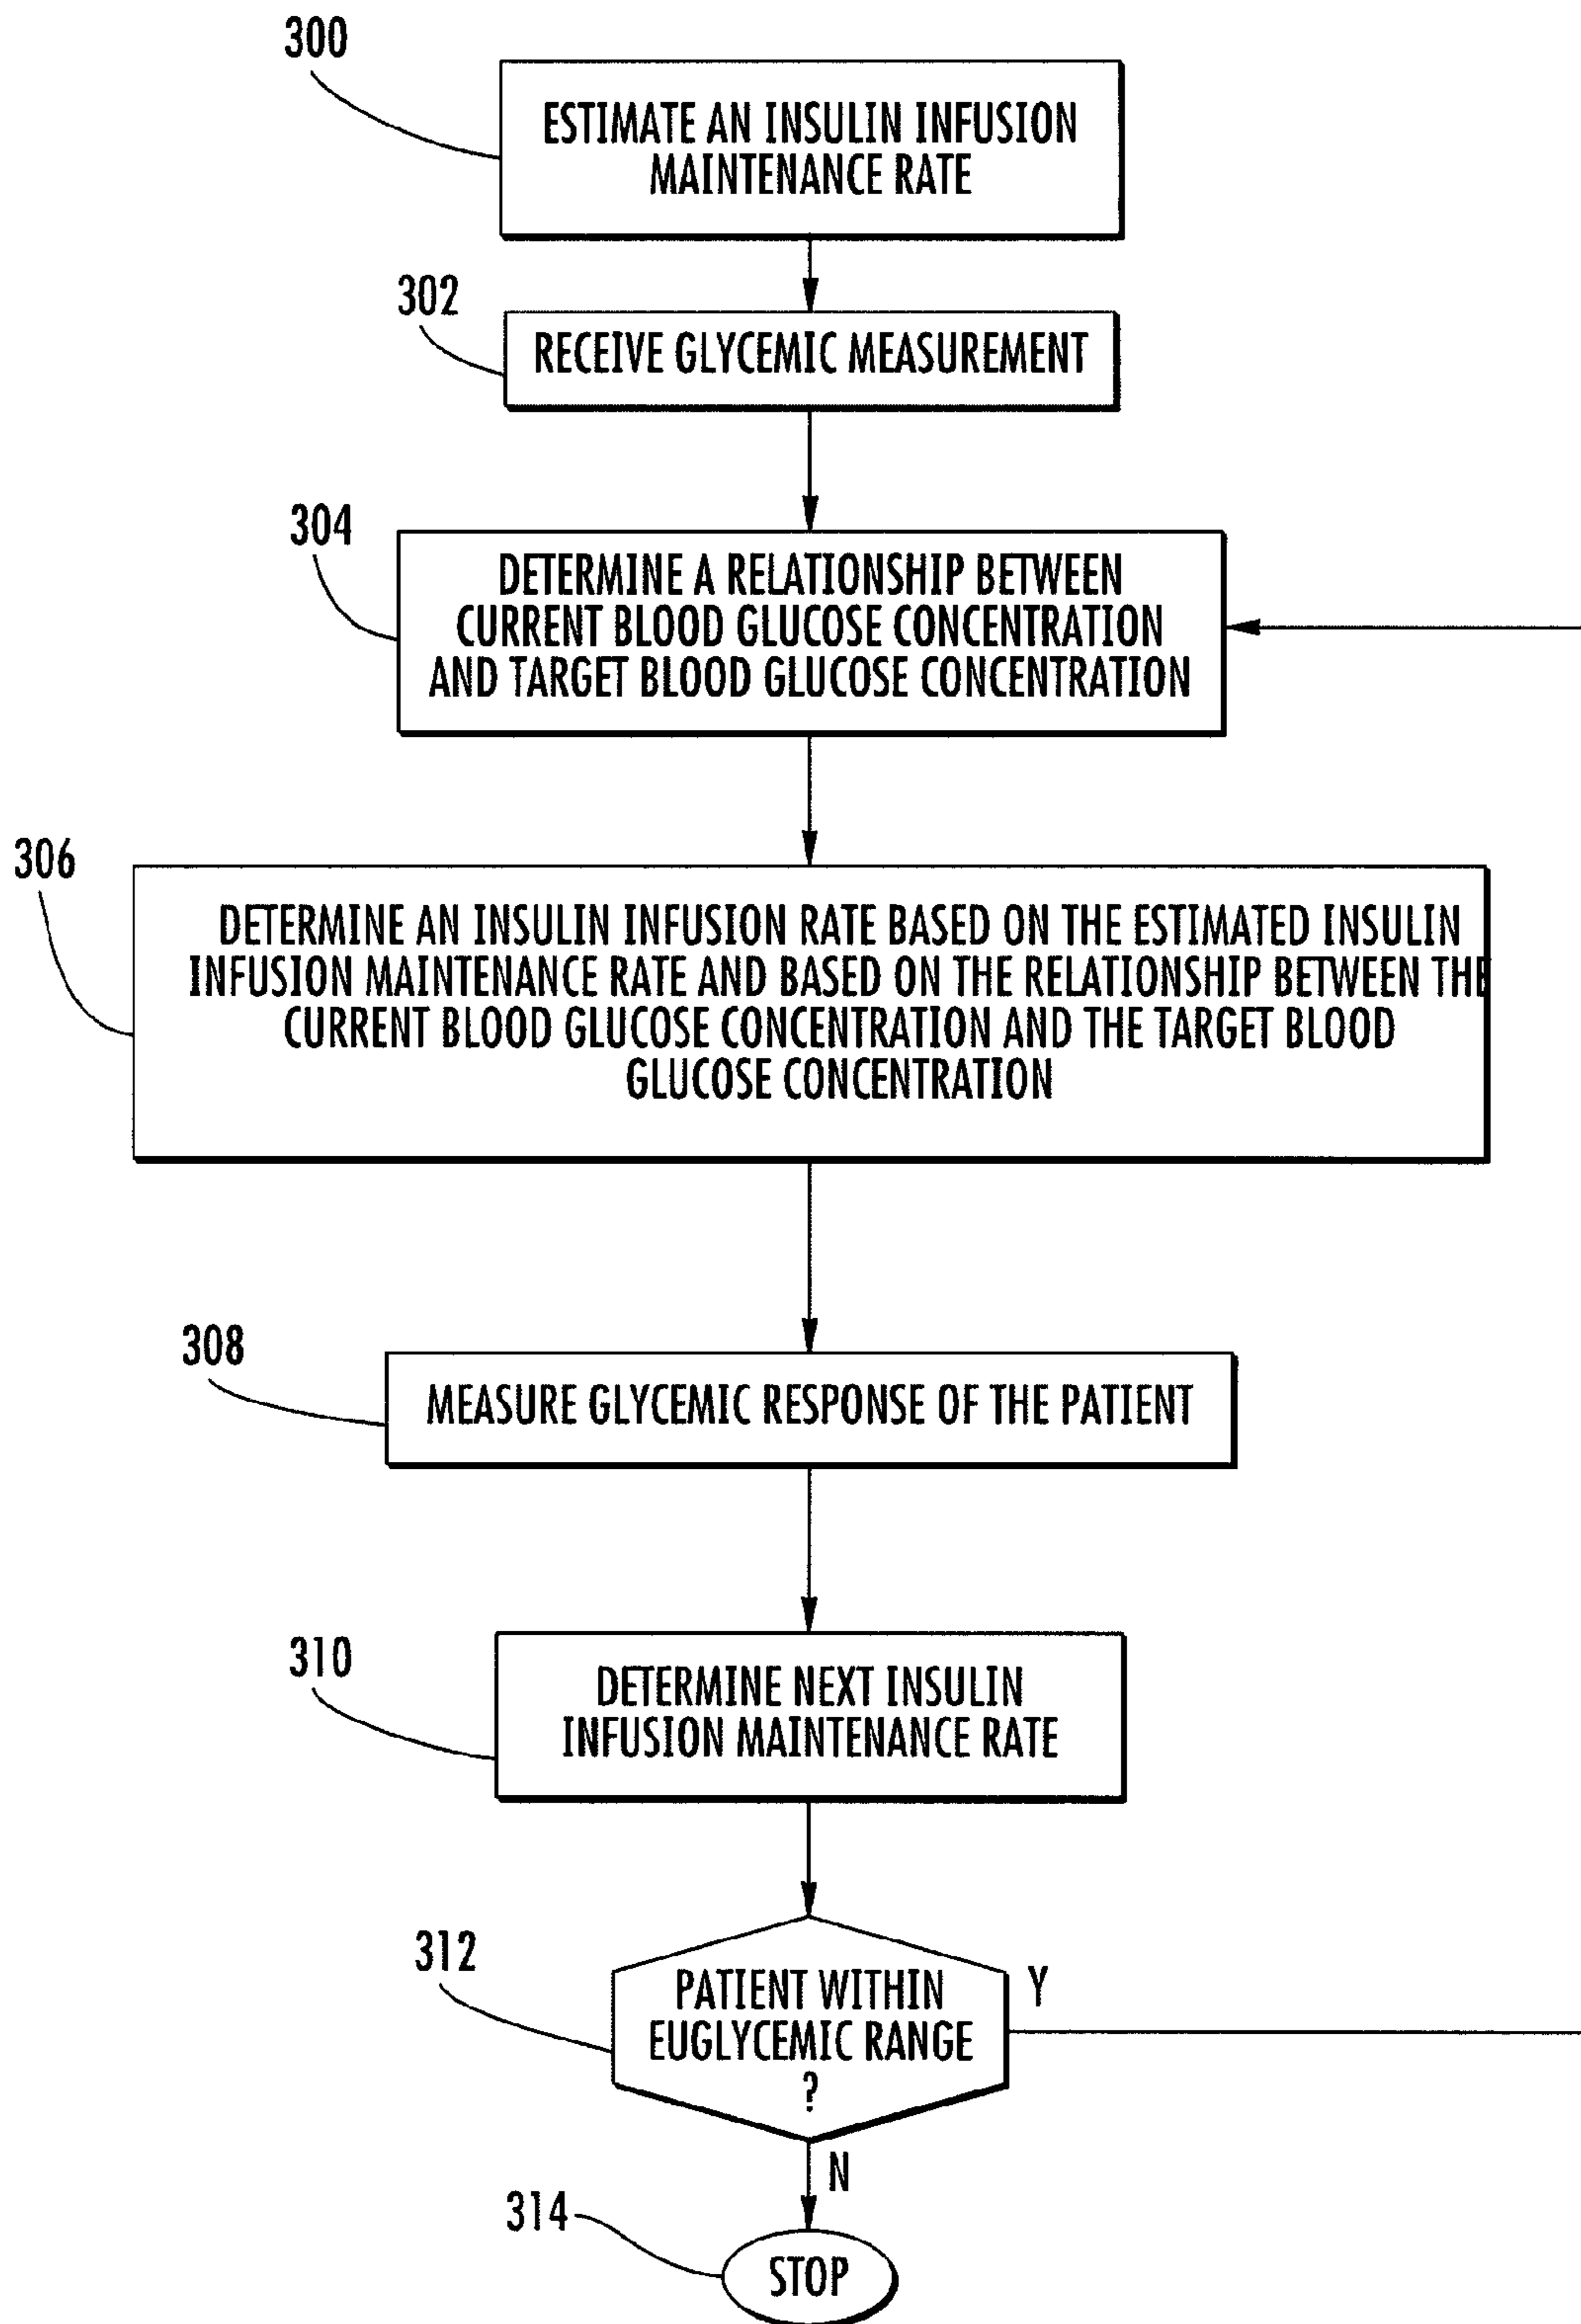 300
ESTIMATE AN INSULIN INFUSION
MAINTENANCE RATE
302
RECEIVE GLYCEMIC MEASUREMENT
304
DETERMINE A RELATIONSHIP BETWEEN
CURRENT BLOOD GLUCOSE CONCENTRATION
AND TARGET BLOOD GLUCOSE CONCENTRATION
306
DETERMINE AN INSULIN INFUSION RATE BASED ON THE ESTIMATED INSULIN
INFUSION MAINTENANCE RATE AND BASED ON THE RELATIONSHIP BETWEEN THE
CURRENT BLOOD GLUCOSE CONCENTRATION AND THE TARGET BLOOD
GLUCOSE CONCENTRATION
308
MEASURE GLYCEMIC RESPONSE OF THE PATIENT
310
DETERMINE NEXT INSULIN
INFUSION MAINTENANCE RATE
312
PATIENT WITHIN
EUGLYCEMIC RANGE
?
Y
N
314
STOP